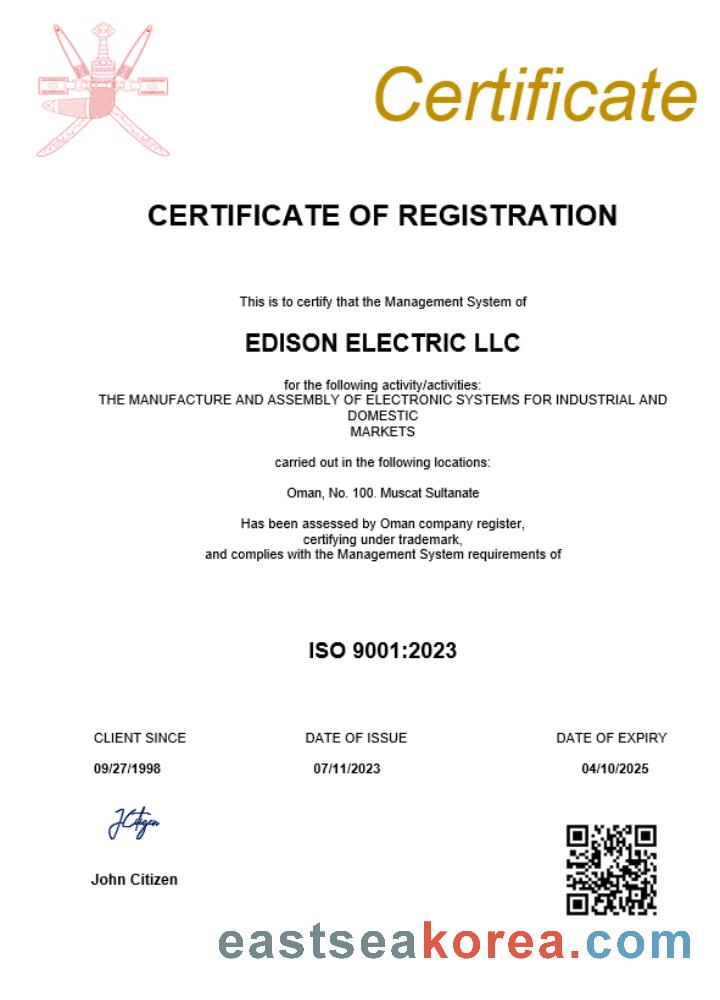 Certificate
CERTIFICATE OF REGISTRATION
This is to certify that the Management System of
EDISON ELECTRIC LLC
for the following activity/activities:
THE MANUFACTURE AND ASSEMBLY OF ELECTRONIC SYSTEMS FOR INDUSTRIAL AND
DOMESTIC
MARKETS
carried out in the following locations:
Oman, No. 100. Muscat Sultanate
Has been assessed by Oman company register,
certifying under trademark,
and complies with the Management System requirements of
ISO 9001:2023
CLIENT SINCE DATE OF ISSUE DATE OF EXPIRY
09/27/1998 07/11/2023 04/10/2025
JCitizen
John Citizen
eastseakorea.com